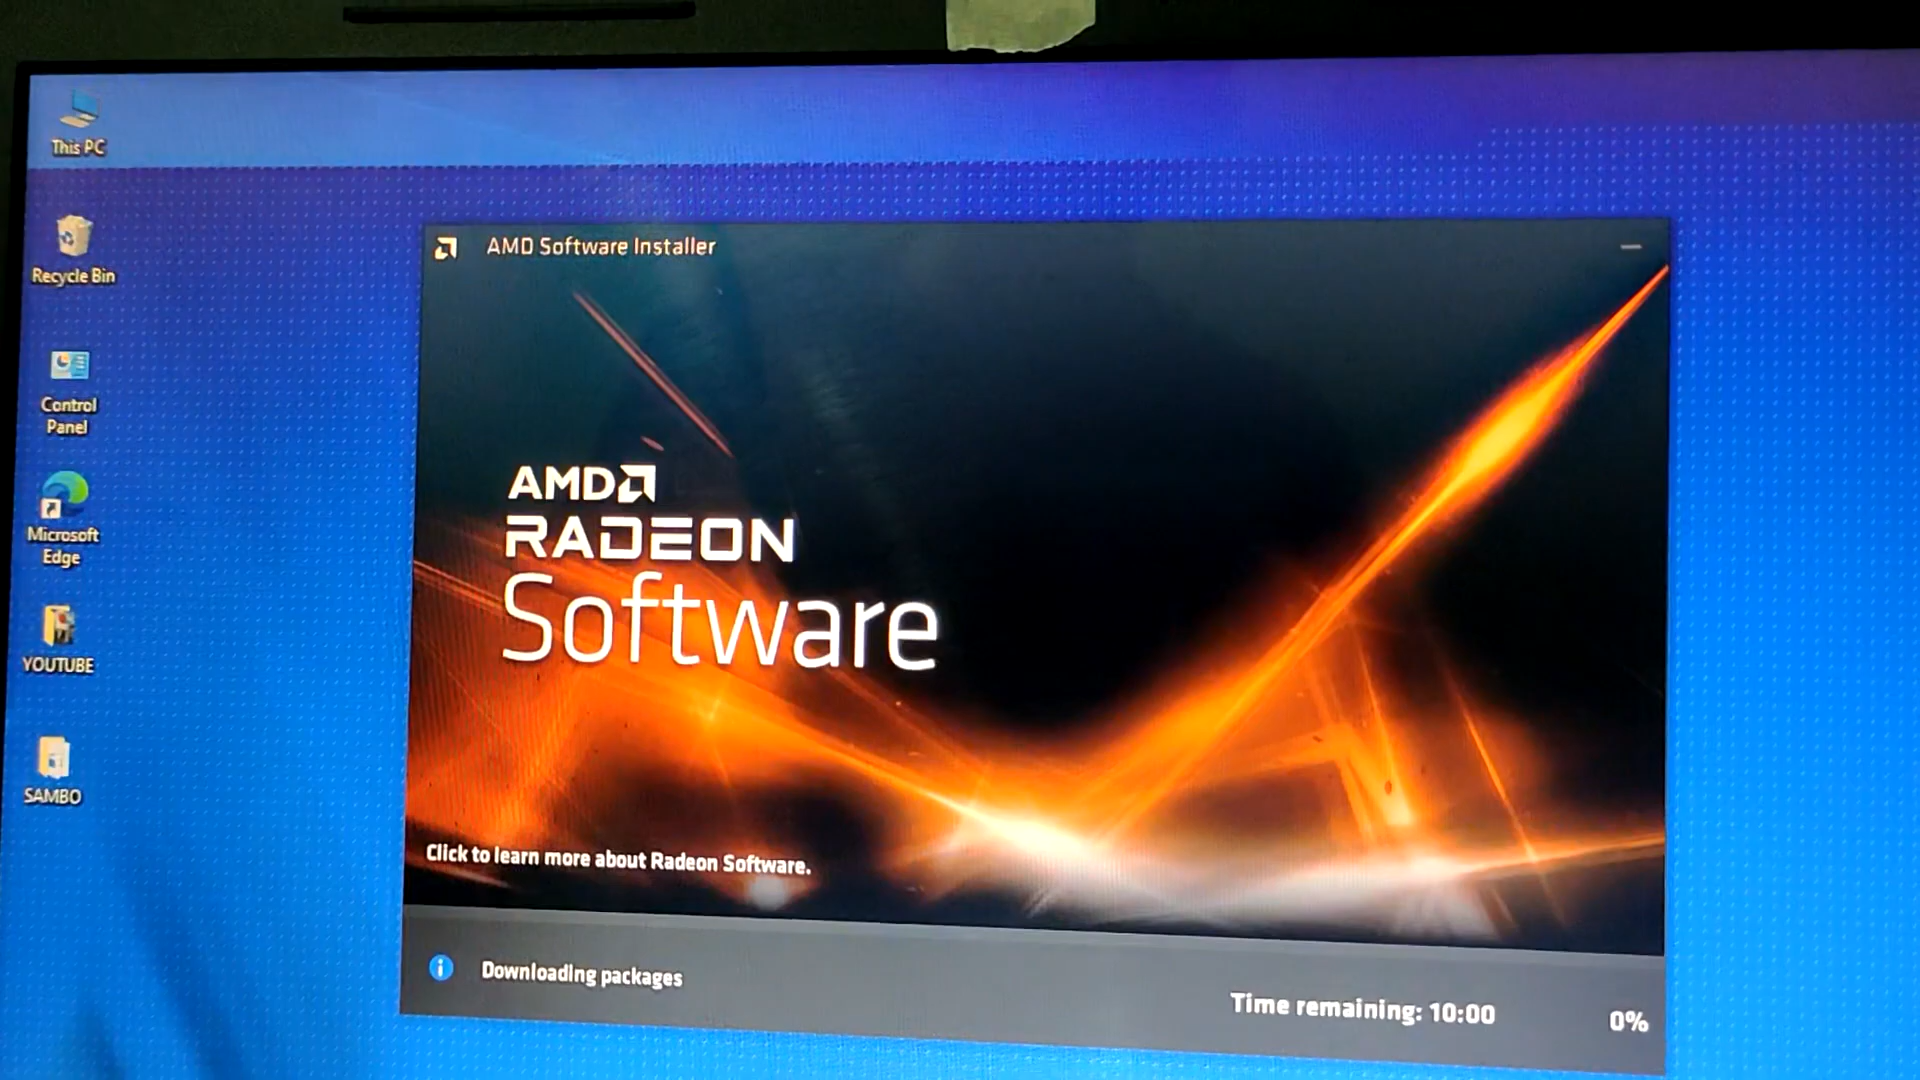 This PC
Recycle Bin
Control
Panel
Microsoft
Edge
YOUTUBE
SAMBO
AMD Software Installer
AMD
RADEON
Software
Click to learn more about Radeon Software.
Downloading packages
Time remaining: 10:00
0%